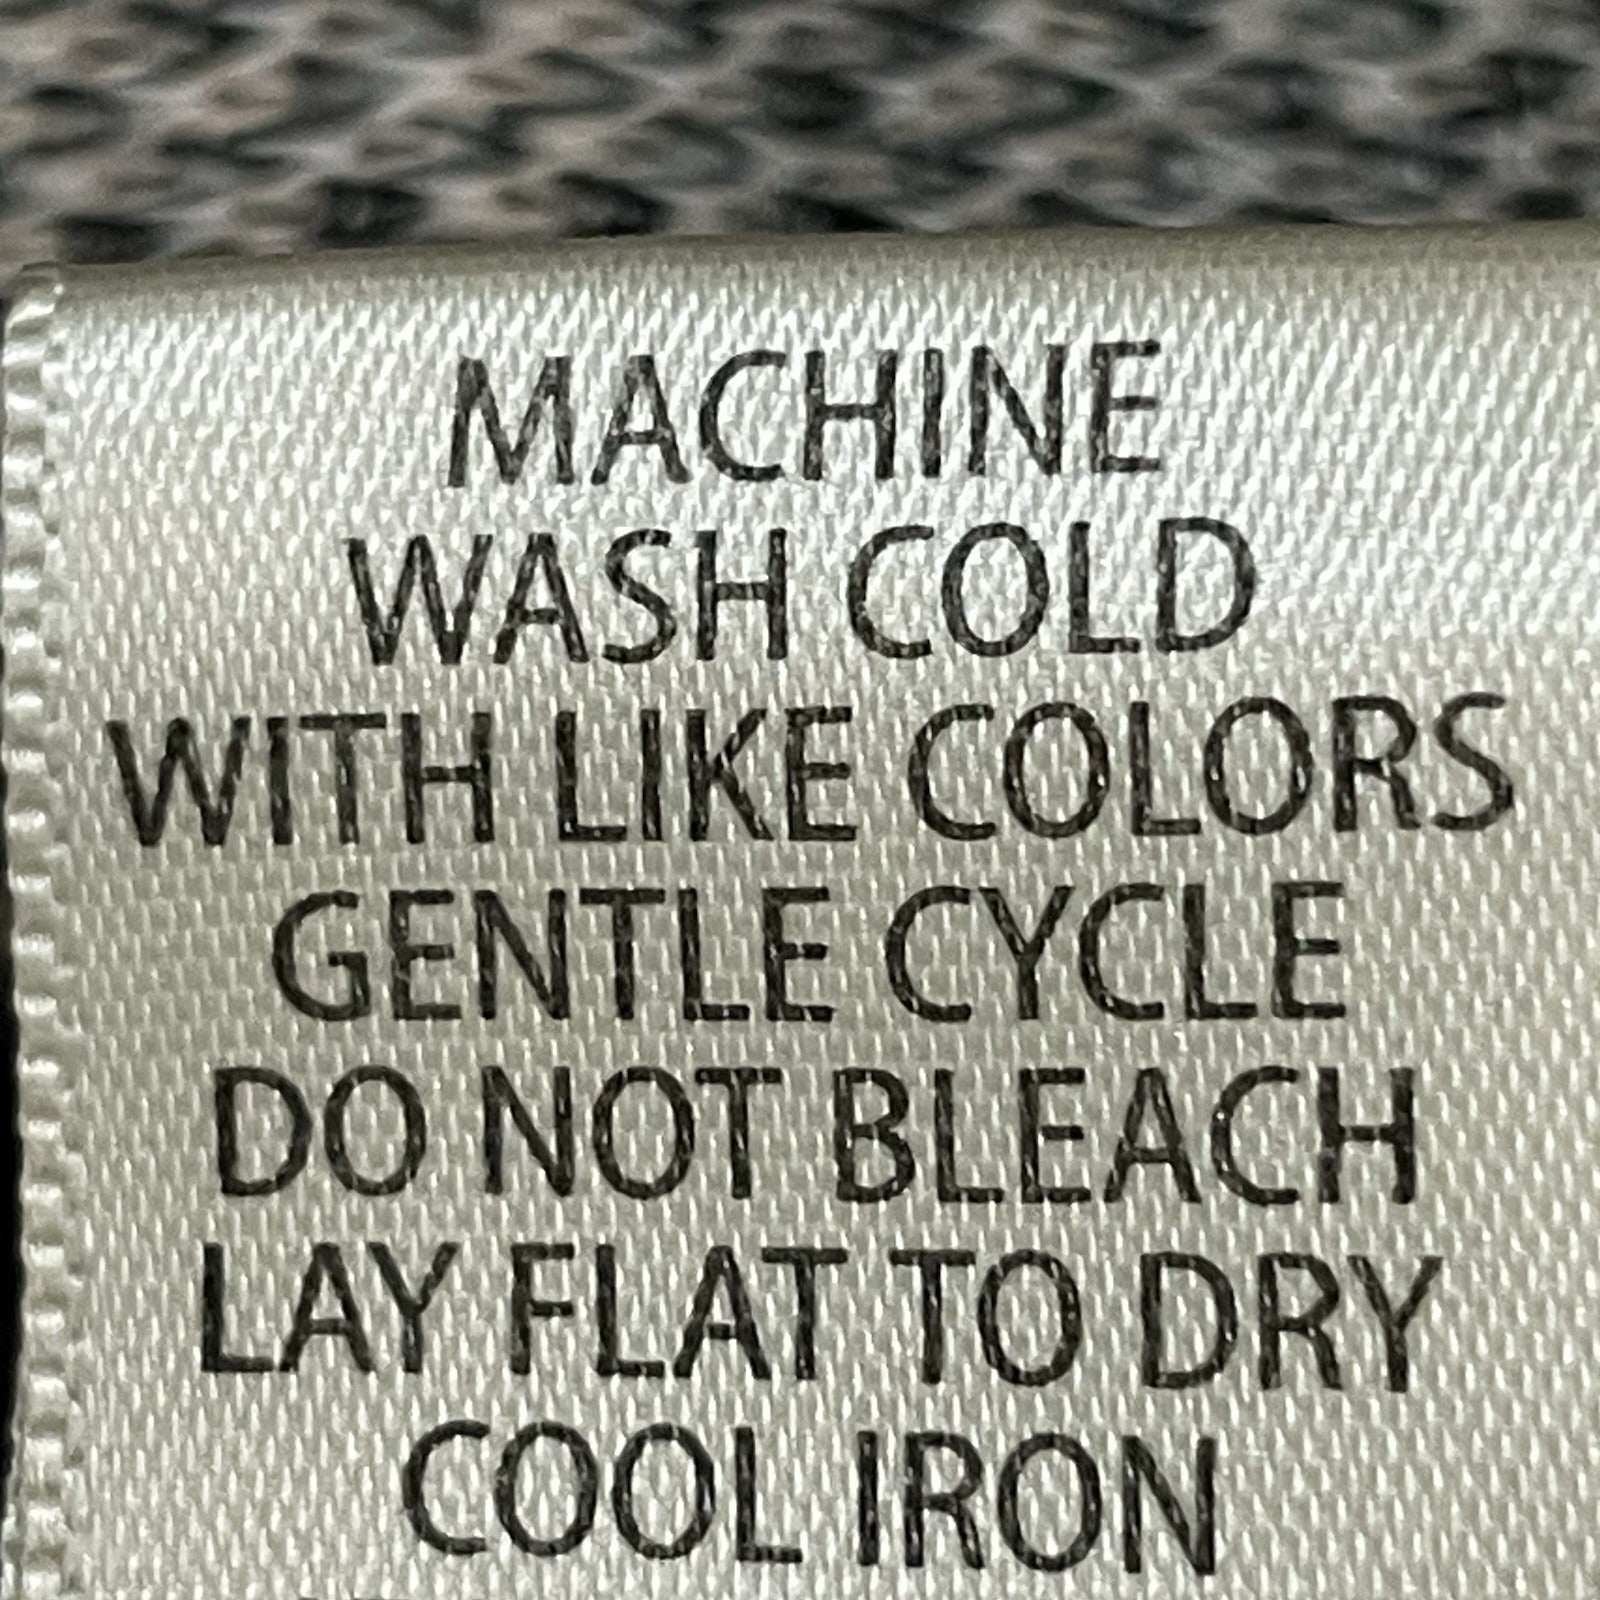 MACHINE
WASH COLD
WITH LIKE COLORS
GENTLE CYCLE
DO NOT BLEACH
LAY FLAT TO DRY
COOL IRON